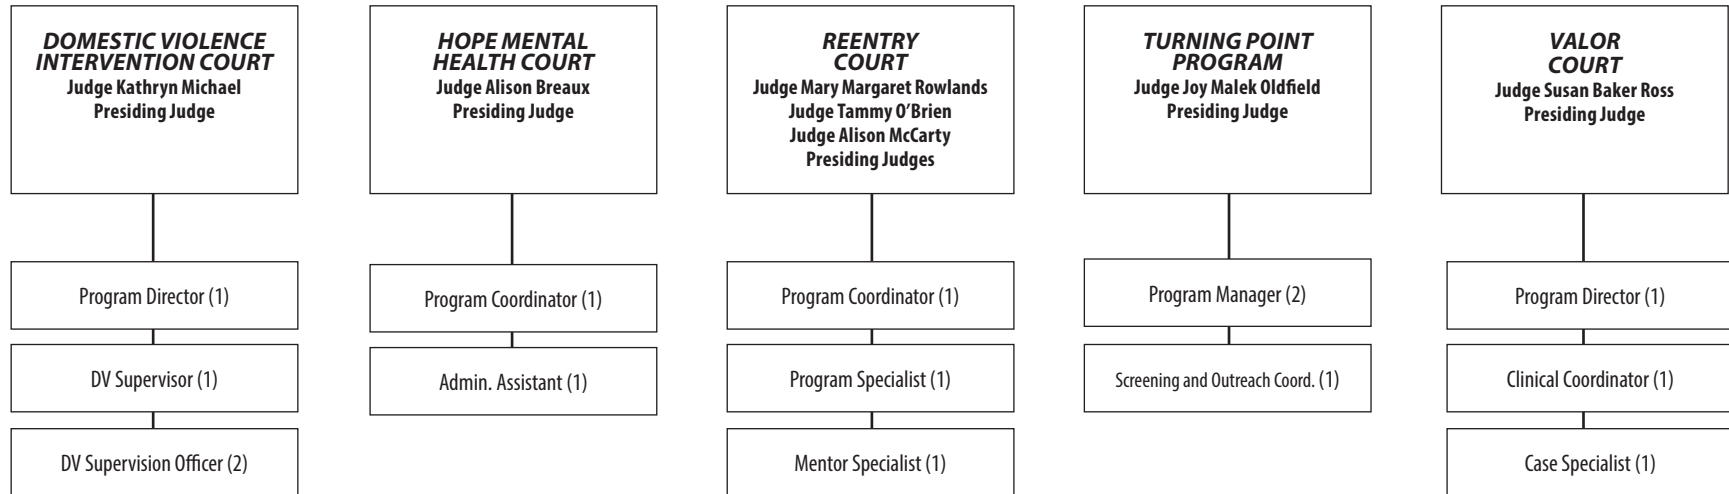 DOMESTIC VIOLENCE
INTERVENTION COURT
Judge Kathryn Michael
Presiding Judge
Program Director (1)
DV Supervisor (1)
DV Supervision Officer (2)
HOPE MENTAL
HEALTH COURT
Judge Alison Breaux
Presiding Judge
Program Coordinator (1)
Admin. Assistant (1)
REENTRY
COURT
Judge Mary Margaret Rowlands
Judge Tammy O’Brien
Judge Alison McCarty
Presiding Judges
Program Coordinator (1)
Program Specialist (1)
Mentor Specialist (1)
TURNING POINT
PROGRAM
Judge Joy Malek Oldfield
Presiding Judge
Program Manager (2)
Screening and Outreach Coord. (1)
VALOR
COURT
Judge Susan Baker Ross
Presiding Judge
Program Director (1)
Clinical Coordinator (1)
Case Specialist (1)